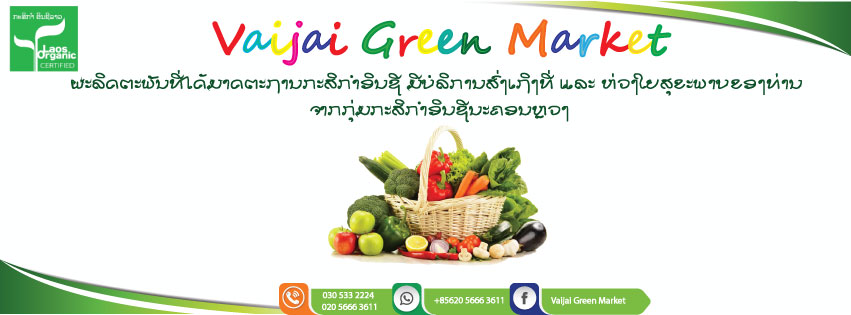 ກະສິກຳ ອິນຊີລາວ
Laos
Organic
CERTIFIED
Vaijai Green Market
ຜະລິດຕະພັນທີ່ໄດ້ມາດຕະຖານກະສິກຳອິນຊີ ມີບໍລິການສົ່ງເຖິງທີ່ ແລະ ຫ່ວງໃຍສຸຂະພາບຂອງທ່ານ
ຈາກກຸ່ມກະສິກຳອິນຊີນະຄອນຫຼວງ
030 533 2224
020 5666 3611
+85620 5666 3611
Vaijai Green Market